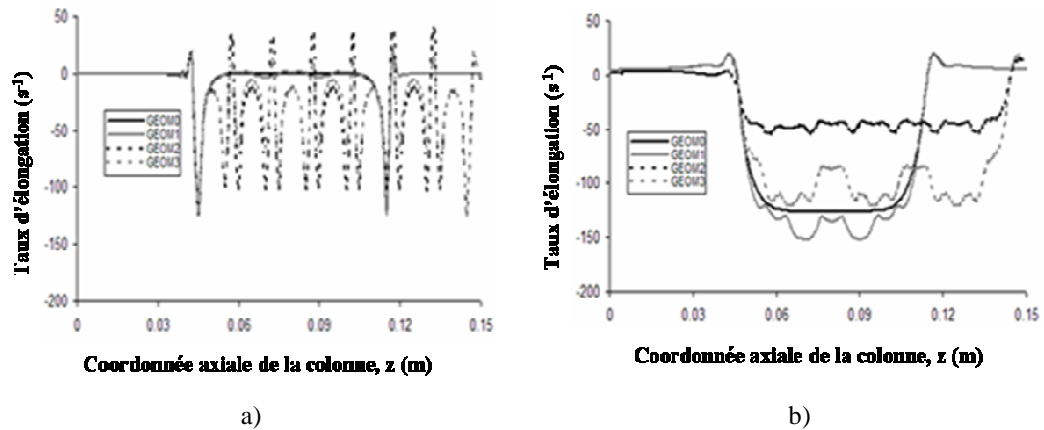 50
0
-50
-100
-150
-200
0
0.03
0.06
0.09
0.12
0.15
Taux d'élongation (s-1)
GEOM0
GEOM1
GEOM2
GEOM3
Coordonnée axiale de la colonne, z (m)
a)
50
0
-50
-100
-150
-200
0
0.03
0.06
0.09
0.12
0.15
Taux d'élongation (s-1)
GEOM0
GEOM1
GEOM2
GEOM3
Coordonnée axiale de la colonne, z (m)
b)